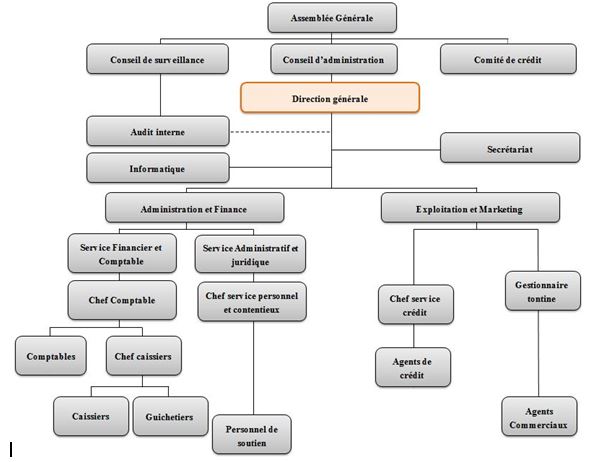 Assemblée Générale
Conseil de surveillance
Conseil d'administration
Comité de crédit
Direction générale
Audit interne
Secrétariat
Informatique
Administration et Finance
Exploitation et Marketing
Service Financier et
Comptable
Service Administratif et
juridique
Chef Comptable
Chef service personnel
et contentieux
Chef service
crédit
Gestionnaire
tontine
Comptables
Chef caissiers
Agents de
crédit
Caissiers
Guichetiers
Personnel de
soutien
Agents
Commerciaux